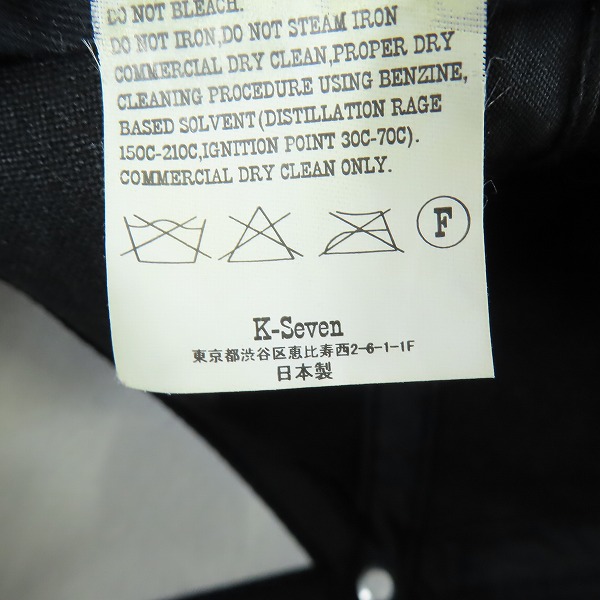 DO NOT BLEACH.
DO NOT IRON,DO NOT STEAM IRON
COMMERCIAL DRY CLEAN,PROPER DRY
CLEANING PROCEDURE USING BENZINE,
BASED SOLVENT(DISTILLATION RAGE
150C-210C,IGNITION POINT 30C-70C).
COMMERCIAL DRY CLEAN ONLY.
F
K-Seven
東京都渋谷区恵比寿西2-6-1-1F
日本製